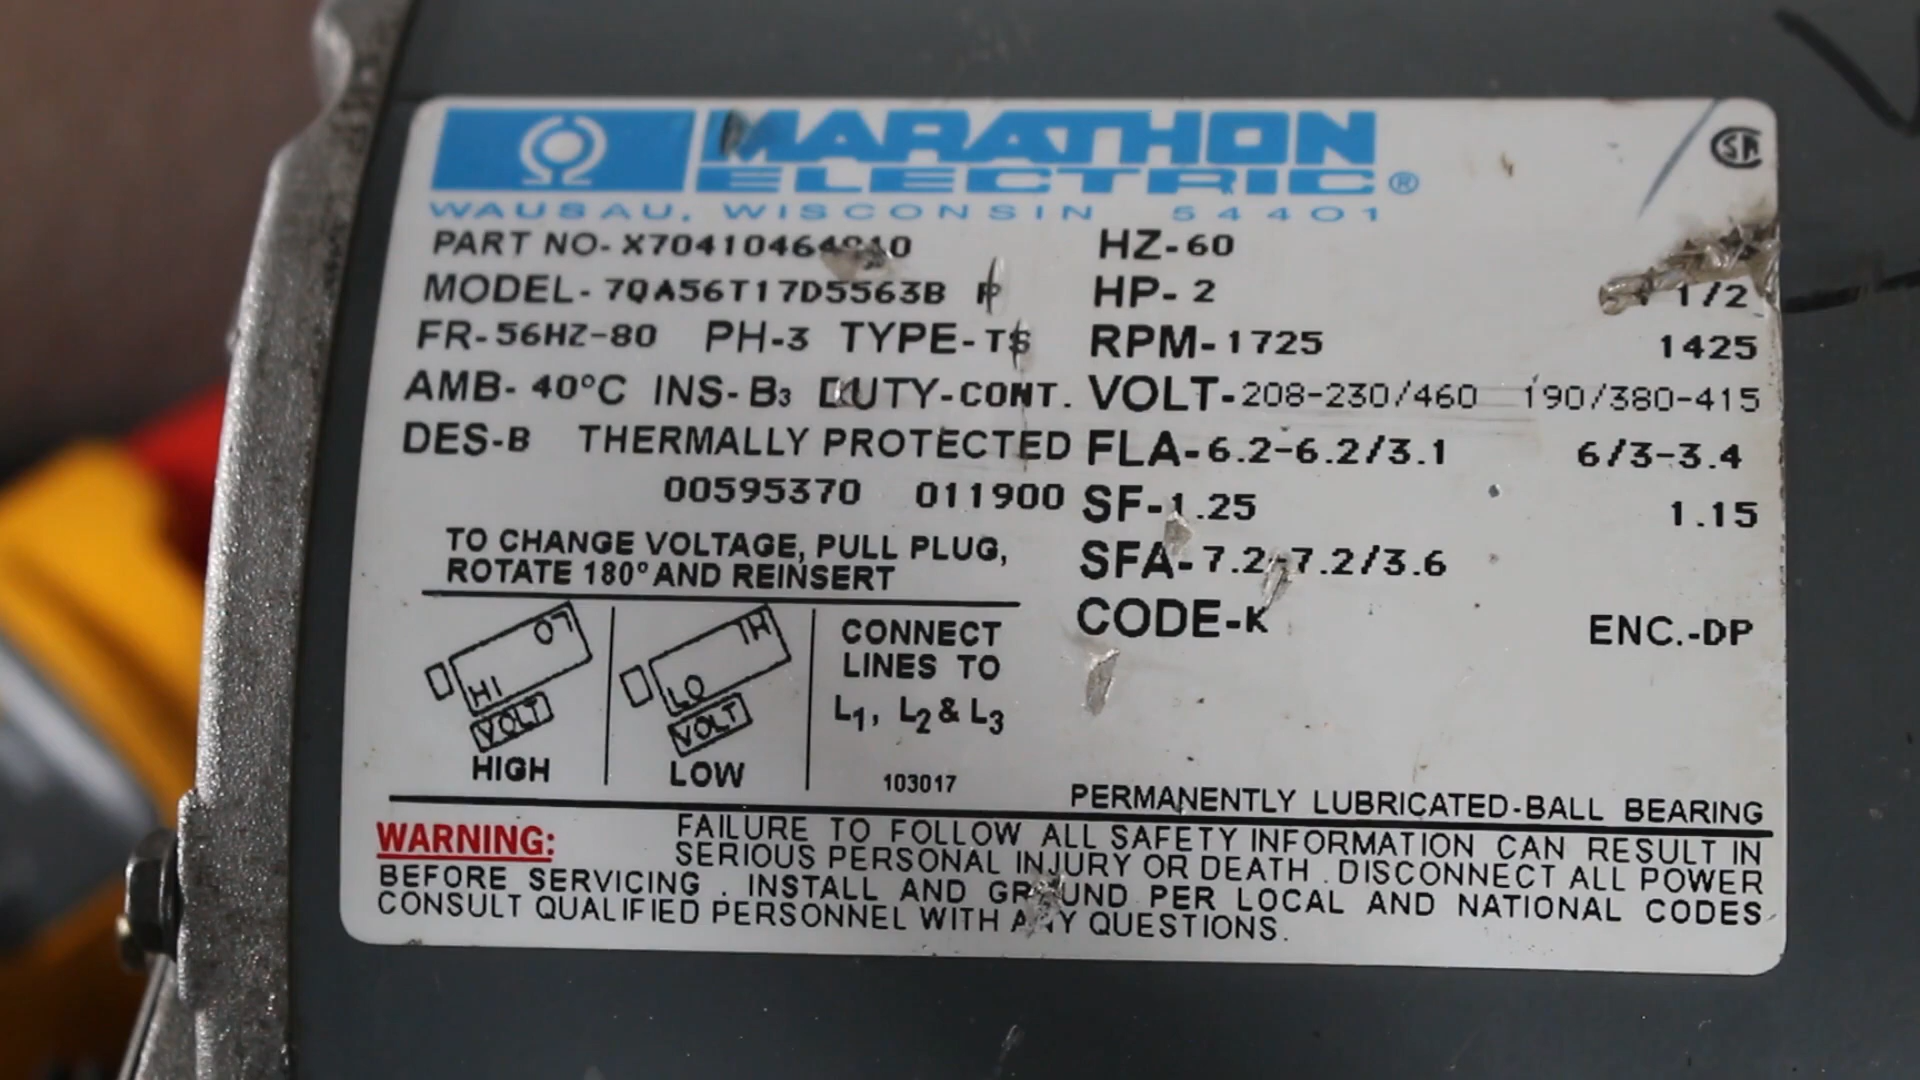 MARATHON
ELECTRIC®
WAUSAU, WISCONSIN 54401
PART NO- HZ-60
MODEL-7QA56T17D5563B P HP-2 1/2
FR-56HZ-80 PH-3 TYPE-TS RPM-1725 1425
AMB-40°C INS-B3 DUTY-CONT. VOLT-208-230/460 190/380-415
DES-B THERMALLY PROTECTED FLA-6.2-6.2/3.1 6/3-3.4
00595370 011900 SF-1.25 1.15
TO CHANGE VOLTAGE, PULL PLUG,
ROTATE 180° AND REINSERT
SFA-7.2-7.2/3.6
CODE-K ENC.-DP
HI LO
VOLT
HIGH
LO HI
VOLT
LOW
CONNECT
LINES TO
L1, L2 & L3
103017
PERMANENTLY LUBRICATED-BALL BEARING
WARNING: FAILURE TO FOLLOW ALL SAFETY INFORMATION CAN RESULT IN
SERIOUS PERSONAL INJURY OR DEATH. DISCONNECT ALL POWER
BEFORE SERVICING. INSTALL AND GROUND PER LOCAL AND NATIONAL CODES
CONSULT QUALIFIED PERSONNEL WITH ANY QUESTIONS.